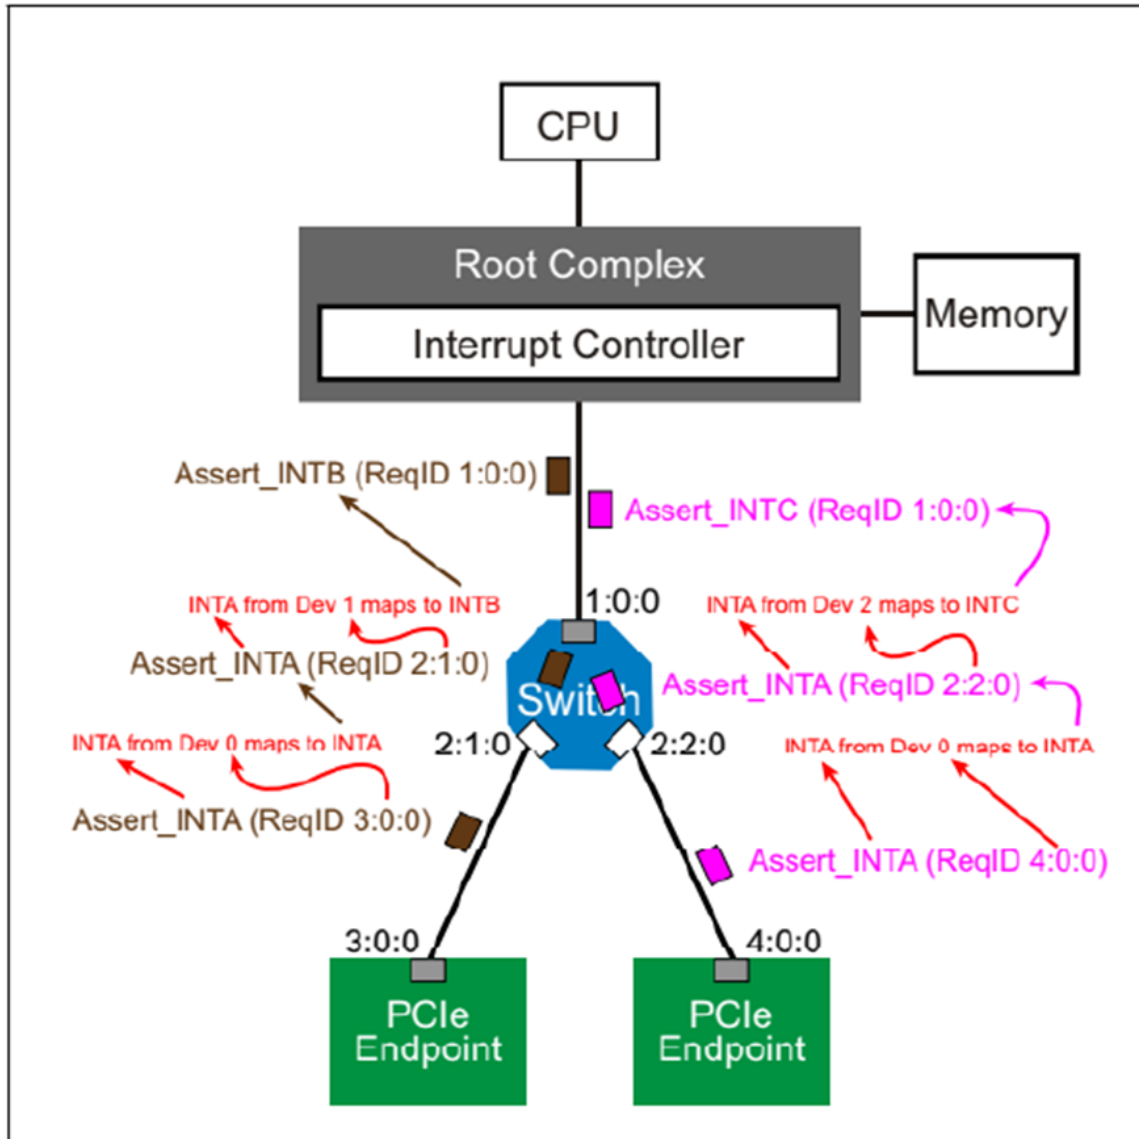 CPU
Root Complex
Interrupt Controller
Memory
Assert_INTB (ReqID 1:0:0)
Assert_INTC (ReqID 1:0:0)
1:0:0
INTA from Dev 1 maps to INTB
INTA from Dev 2 maps to INTC
Assert_INTA (ReqID 2:1:0)
Assert_INTA (ReqID 2:2:0)
Switch
2:1:0
2:2:0
INTA from Dev 0 maps to INTA
INTA from Dev 0 maps to INTA
Assert_INTA (ReqID 3:0:0)
Assert_INTA (ReqID 4:0:0)
3:0:0
4:0:0
PCIe
Endpoint
PCIe
Endpoint